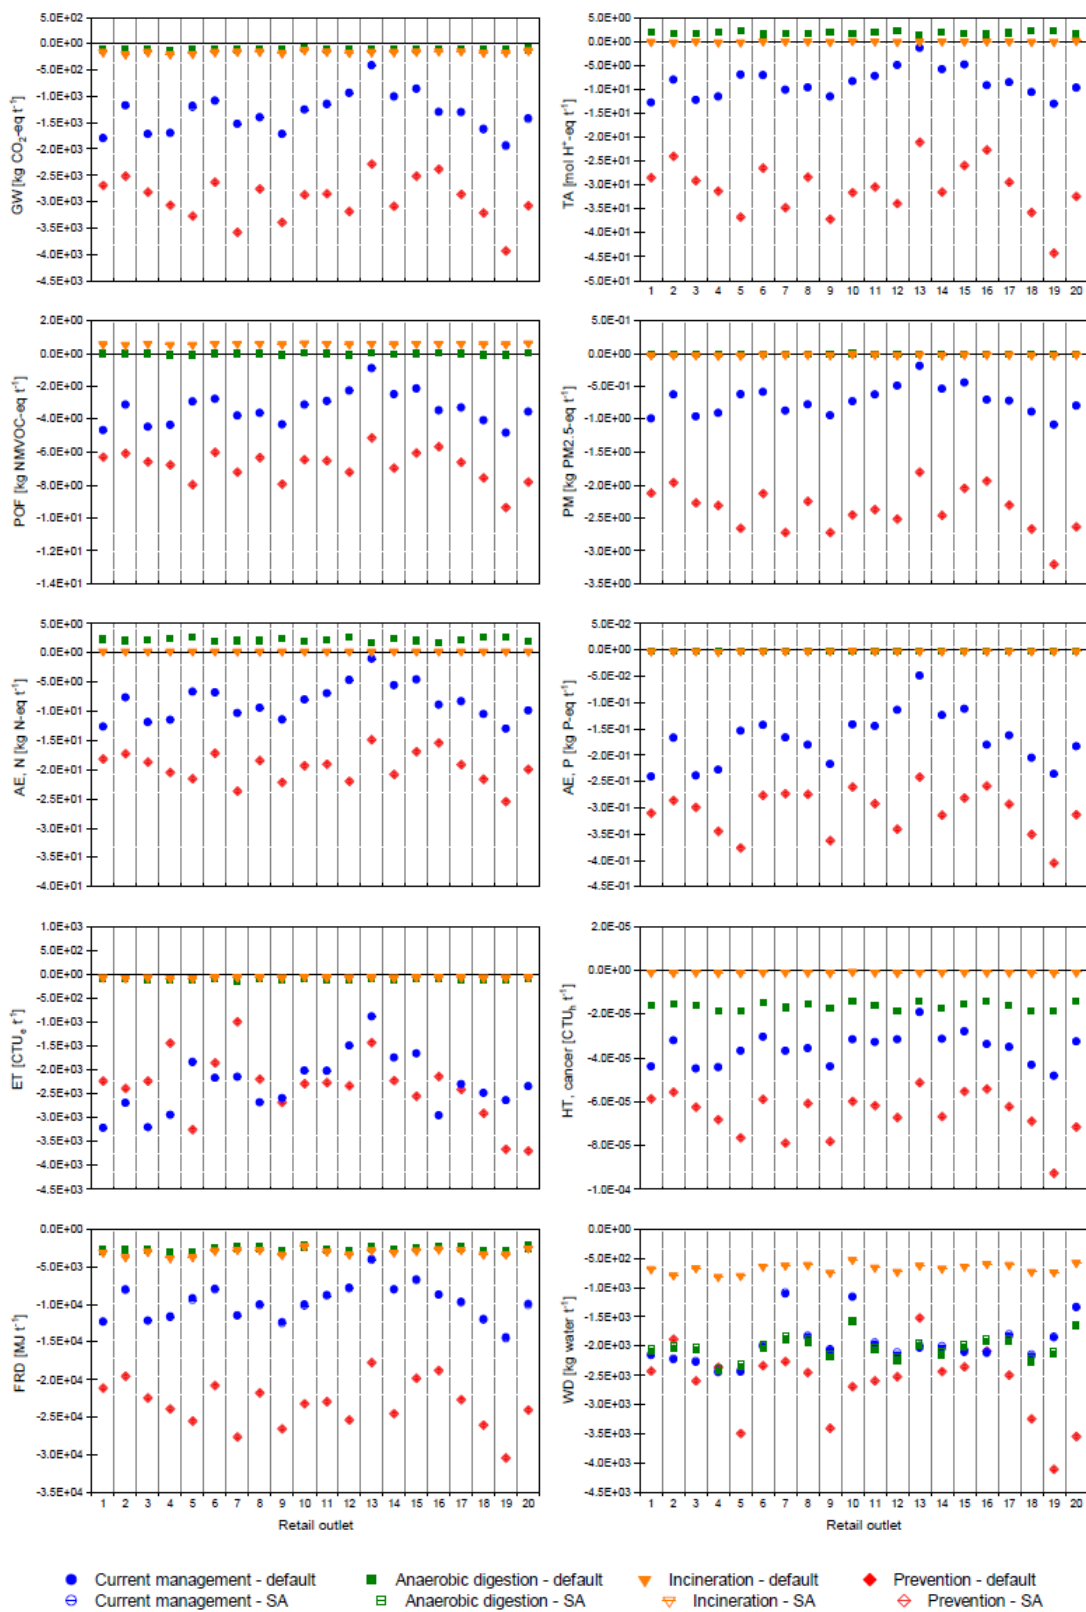 5.0E+02
0.0E+00
-5.0E+02
-1.0E+03
-1.5E+03
-2.0E+03
-2.5E+03
-3.0E+03
-3.5E+03
-4.0E+03
-4.5E+03
GW [kg CO2-eq t-1]
5.0E+00
0.0E+00
-5.0E+00
-1.0E+01
-1.5E+01
-2.0E+01
-2.5E+01
-3.0E+01
-3.5E+01
-4.0E+01
-4.5E+01
-5.0E+01
TA [mol H+-eq t-1]
1 2 3 4 5 6 7 8 9 10 11 12 13 14 15 16 17 18 19 20
2.0E+00
0.0E+00
-2.0E+00
-4.0E+00
-6.0E+00
-8.0E+00
-1.0E+01
-1.2E+01
-1.4E+01
POF [kg NMVOC-eq t-1]
5.0E-01
0.0E+00
-5.0E-01
-1.0E+00
-1.5E+00
-2.0E+00
-2.5E+00
-3.0E+00
-3.5E+00
PM [kg PM2.5-eq t-1]
5.0E+00
0.0E+00
-5.0E+00
-1.0E+01
-1.5E+01
-2.0E+01
-2.5E+01
-3.0E+01
-3.5E+01
-4.0E+01
AE, N [kg N-eq t-1]
5.0E-02
0.0E+00
-5.0E-02
-1.0E-01
-1.5E-01
-2.0E-01
-2.5E-01
-3.0E-01
-3.5E-01
-4.0E-01
-4.5E-01
AE, P [kg P-eq t-1]
1.0E+03
0.0E+00
-5.0E+02
-1.0E+03
-1.5E+03
-2.0E+03
-2.5E+03
-3.0E+03
-3.5E+03
-4.0E+03
-4.5E+03
ET [CTUe t-1]
2.0E-05
0.0E+00
-2.0E-05
-4.0E-05
-6.0E-05
-8.0E-05
-1.0E-04
HT, cancer [CTUh t-1]
0.0E+00
-5.0E+03
-1.0E+04
-1.5E+04
-2.0E+04
-2.5E+04
-3.0E+04
-3.5E+04
FRD [MJ t-1]
1 2 3 4 5 6 7 8 9 10 11 12 13 14 15 16 17 18 19 20
Retail outlet
0.0E+00
-5.0E+02
-1.0E+03
-1.5E+03
-2.0E+03
-2.5E+03
-3.0E+03
-3.5E+03
-4.0E+03
-4.5E+03
WD [kg water t-1]
1 2 3 4 5 6 7 8 9 10 11 12 13 14 15 16 17 18 19 20
Retail outlet
Current management - default
Anaerobic digestion - default
Incineration - default
Prevention - default
Current management - SA
Anaerobic digestion - SA
Incineration - SA
Prevention - SA